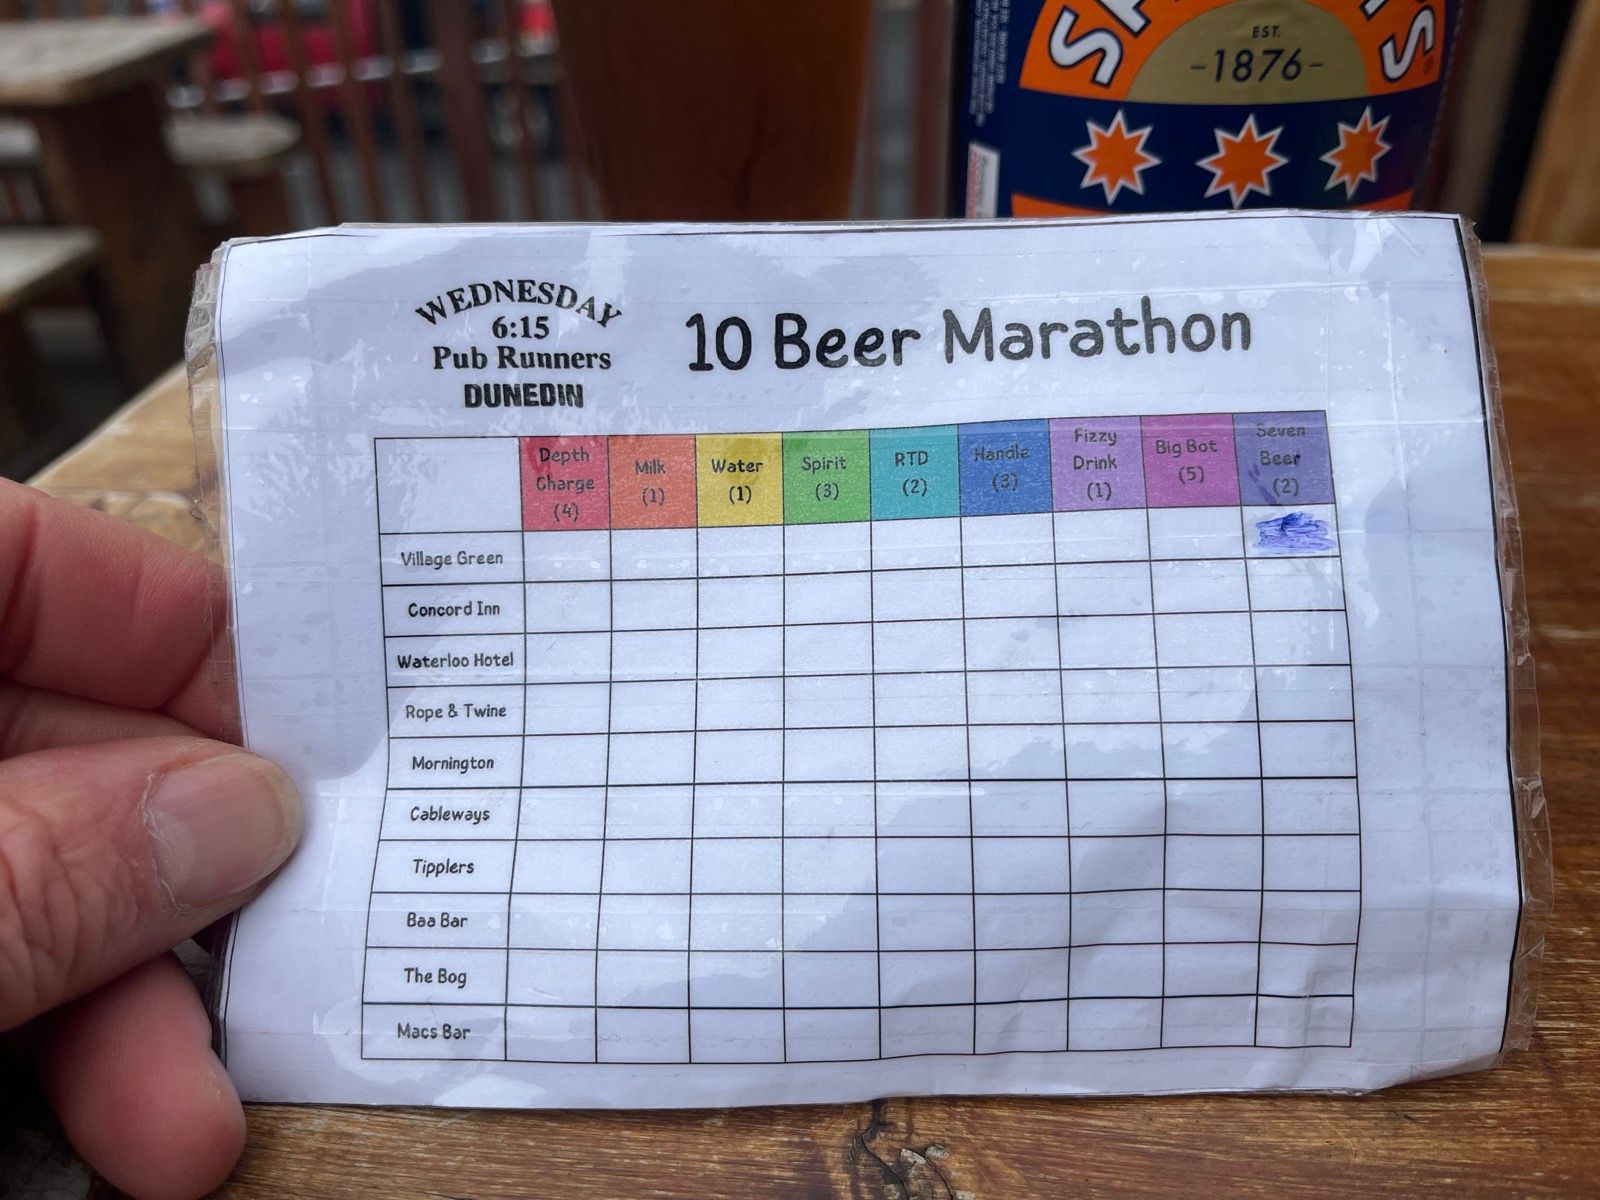 EST.
-1876-
WEDNESDAY
6:15
Pub Runners
DUNEDIN
10 Beer Marathon
Depth Charge (4)
Milk (1)
Water (1)
Spirit (3)
RTD (2)
Handle (3)
Fizzy Drink (1)
Big Bot (5)
Seven Beer (2)
Village Green
Concord Inn
Waterloo Hotel
Rope & Twine
Mornington
Cableways
Tipplers
Baa Bar
The Bog
Macs Bar